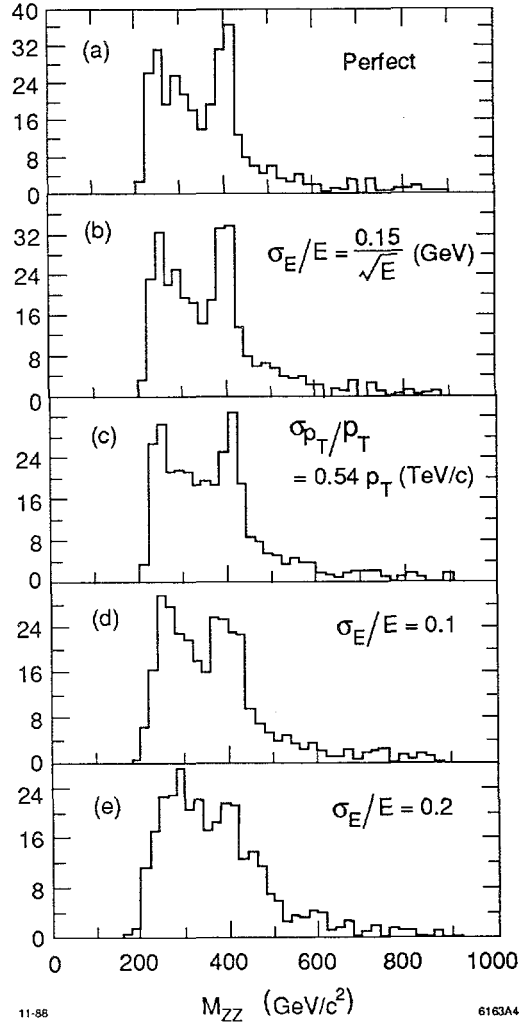 40
32
24
16
8
0
(a)
Perfect
32
24
16
8
0
(b)
σE/E = 0.15/√E (GeV)
24
16
8
0
(c)
σpT/pT
= 0.54 pT (TeV/c)
24
16
8
0
(d)
σE/E = 0.1
24
16
8
0
(e)
σE/E = 0.2
0 200 400 600 800 1000
MZZ (GeV/c²)
11-88
6163A4